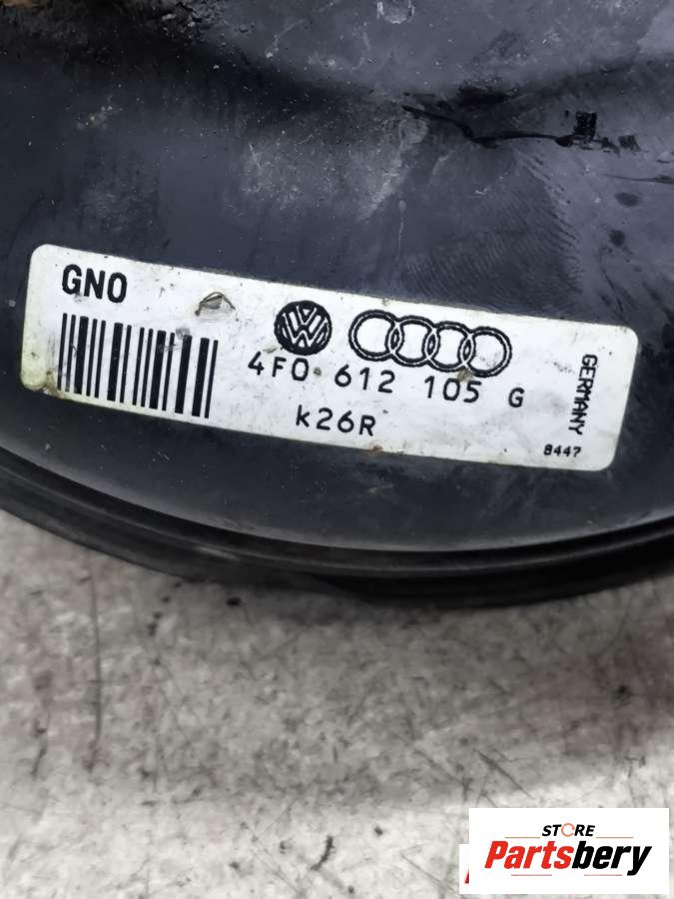 GNO
4F0 612 105 G
K26R
GERMANY
8447
STORE
Partsbery